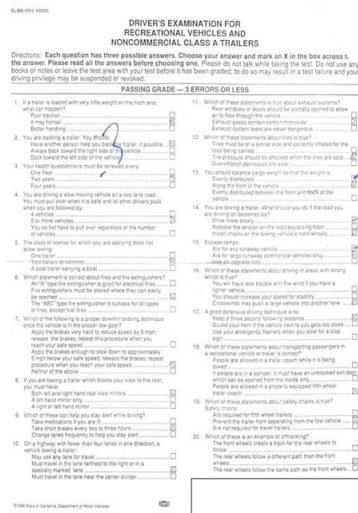 DRIVER'S EXAMINATION FOR
RECREATIONAL VEHICLES AND
NONCOMMERCIAL CLASS A TRAILERS
Directions: Each question has three possible answers. Choose your answer and mark an X in the box across
the answer. Please read all the answers before choosing one. Please do not talk while taking the test. Do not use any
books or notes or leave the test area with your test before it has been graded; to do so may result in a test failure and your
driving privilege may be suspended or revoked.
PASSING GRADE — 3 ERRORS OR LESS
1. If a trailer is loaded with very little weight on the hitch end,
what can happen?
Poor traction
It may fishtail
Better handling
2. You are backing a trailer. You should:
Have another person help you back trailer, if possible
Always back toward the right side of vehicle
Back toward the left side of the vehicle
3. Your health questionnaire must be renewed every:
One year
Two years
Four years
4. You are driving a slow moving vehicle on a two lane road.
You must pull over when it is safe and let other drivers pass
when you are followed by:
4 vehicles
5 or more vehicles
You do not have to pull over regardless of the number
of vehicles
5. The class of license for which you are applying does not
allow towing:
One trailer
Two trailers or vehicles
A boat trailer carrying a boat
6. Which statement is correct about fires and fire extinguishers?
An "A" type fire extinguisher is good for electrical fires
Fire extinguishers must be placed where they can easily
be reached
The "ABC" type fire extinguisher is suitable for all types
of fires, except fuel fires
7. Which of the following is a proper downhill braking technique
once the vehicle is in the proper low gear?
Apply the brakes very hard to reduce speed by 5 mph;
release the brakes; repeat this procedure when you
reach your safe speed
Apply the brakes enough to slow down to approximately
5 mph below your safe speed; release the brakes; repeat
procedure when you reach your safe speed
Neither of the above
8. If you are towing a trailer which blocks your view to the rear,
you must have:
Both left and right hand rear view mirrors
A left hand mirror only
A right or left hand mirror
9. Which of these can help you stay alert while driving?
Take medications if you are ill
Take short breaks every two to three hours
Change lanes frequently to help you stay alert
10. On a highway with fewer than four lanes in one direction, a
vehicle towing a trailer:
May use any lane for travel
Must travel in the lane farthest to the right or in a
specially marked lane
Must travel in the lane near the center divider
11. Which of these statements is true about exhaust systems?
Rear windows or doors should be partially opened to allow
air to flow through the vehicle
Exhaust gases contain carbon monoxide
Exhaust system leaks are never dangerous
12. Which of these statements about tires is true?
Tires must be of a similar size and correctly inflated for the
load being carried
Tire pressure should be checked when the tires are cold
Overinflation decreases tire wear
13. You should balance cargo weight so that the weight is:
Evenly distributed
Along the front of the vehicle
Evenly distributed between the front and back of the
vehicle
14. You are towing a trailer. What should you do if the road you
are driving on becomes icy?
Drive more slowly
Release the tension on the load equalizing hitch
Install chains on the towing vehicle's front wheels
15. Escape ramps:
Are for any runaway vehicle
Are for large runaway commercial vehicles only
16. Which of these statements about driving in areas with strong
winds is true?
You will have less trouble with the wind if you have a
lighter vehicle
You should increase your speed for stability
Crosswinds may push a large vehicle into another lane
17. A good defensive driving technique is to:
Keep a three second following distance
Sound your horn if the vehicle next to you gets too close
Use your emergency flashers when you slow for a stop
sign
18. Which of these statements about transporting passengers in
a recreational vehicle or trailer is correct?
People are allowed in a trailer coach while it is being
towed
If people are in a camper, it must have an unblocked exit door
which can be opened from the inside only
People are allowed in a properly equipped fifth wheel
trailer coach
19. Which of these statements about safety chains is true?
Safety chains:
Are required for fifth wheel trailers
Prevent the trailer from separating from the tow vehicle
Are not required for travel trailers
20. Which of these is an example of offtracking?
The front wheels create a track for the rear wheels to
follow
The rear wheels follow a different path than the front
wheels
The rear wheels follow the same path as the front wheels